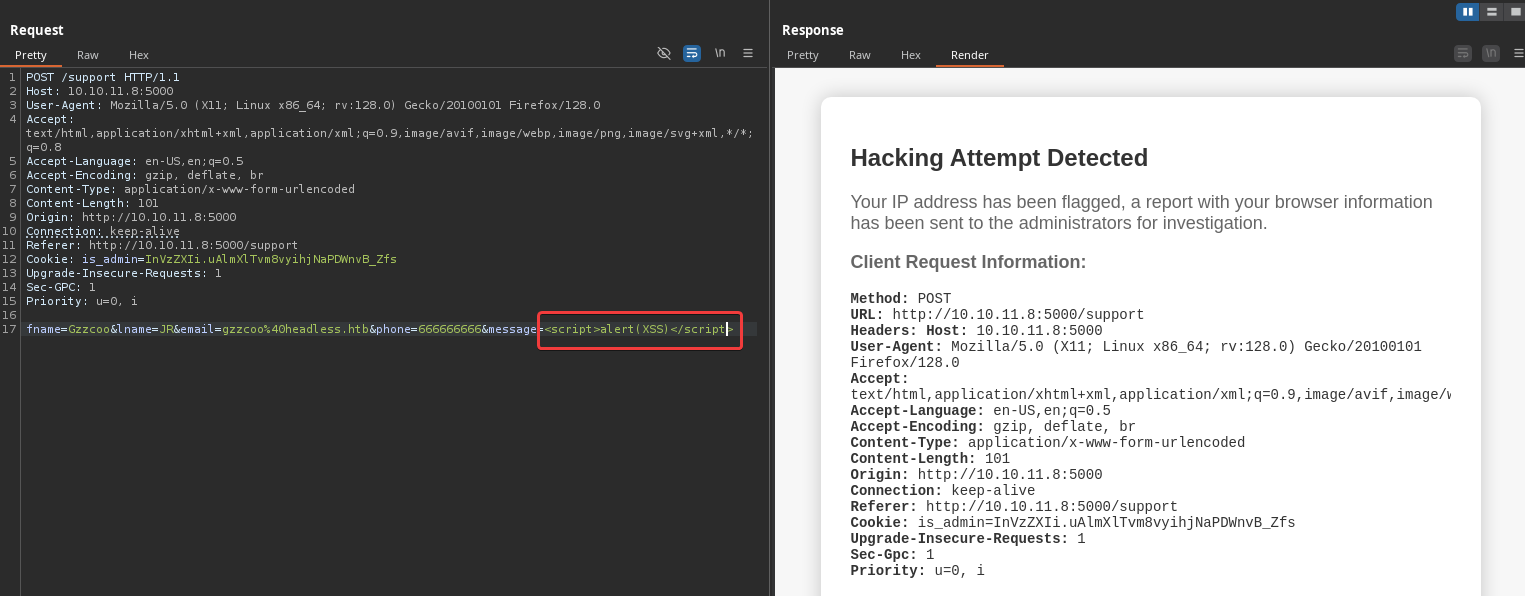 Request
Pretty Raw Hex \n
1 POST /support HTTP/1.1
2 Host: 10.10.11.8:5000
3 User-Agent: Mozilla/5.0 (X11; Linux x86_64; rv:128.0) Gecko/20100101 Firefox/128.0
4 Accept:
text/html,application/xhtml+xml,application/xml;q=0.9,image/avif,image/webp,image/png,image/svg+xml,*/*;
q=0.8
5 Accept-Language: en-US,en;q=0.5
6 Accept-Encoding: gzip, deflate, br
7 Content-Type: application/x-www-form-urlencoded
8 Content-Length: 101
9 Origin: http://10.10.11.8:5000
10 Connection: keep-alive
11 Referer: http://10.10.11.8:5000/support
12 Cookie: is_admin=InVzZXIi.uAlmXlTvm8vyihjNaPDWnvB_Zfs
13 Upgrade-Insecure-Requests: 1
14 Sec-GPC: 1
15 Priority: u=0, i
16
17 fname=Gzzcoo&lname=JR&email=gzzcoo%40headless.htb&phone=666666666&message=<script>alert(XSS)</script>
Response
Pretty Raw Hex Render \n
Hacking Attempt Detected
Your IP address has been flagged, a report with your browser information
has been sent to the administrators for investigation.
Client Request Information:
Method: POST
URL: http://10.10.11.8:5000/support
Headers: Host: 10.10.11.8:5000
User-Agent: Mozilla/5.0 (X11; Linux x86_64; rv:128.0) Gecko/20100101
Firefox/128.0
Accept:
text/html,application/xhtml+xml,application/xml;q=0.9,image/avif,image/w
Accept-Language: en-US,en;q=0.5
Accept-Encoding: gzip, deflate, br
Content-Type: application/x-www-form-urlencoded
Content-Length: 101
Origin: http://10.10.11.8:5000
Connection: keep-alive
Referer: http://10.10.11.8:5000/support
Cookie: is_admin=InVzZXIi.uAlmXlTvm8vyihjNaPDWnvB_Zfs
Upgrade-Insecure-Requests: 1
Sec-Gpc: 1
Priority: u=0, i